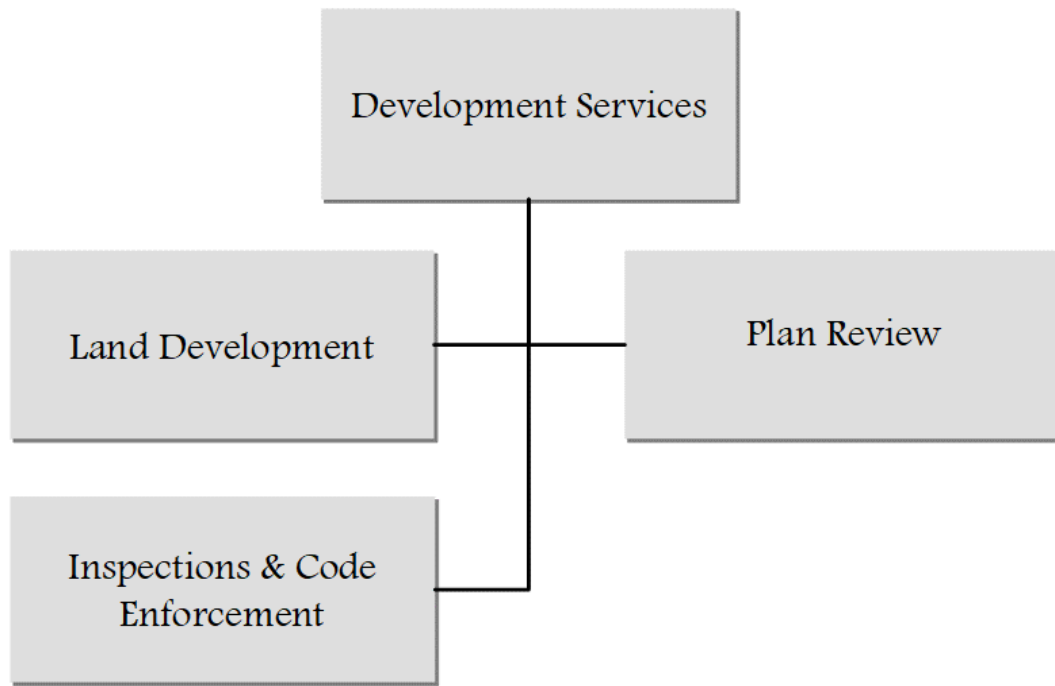 Development Services
Land Development
Plan Review
Inspections & Code
Enforcement